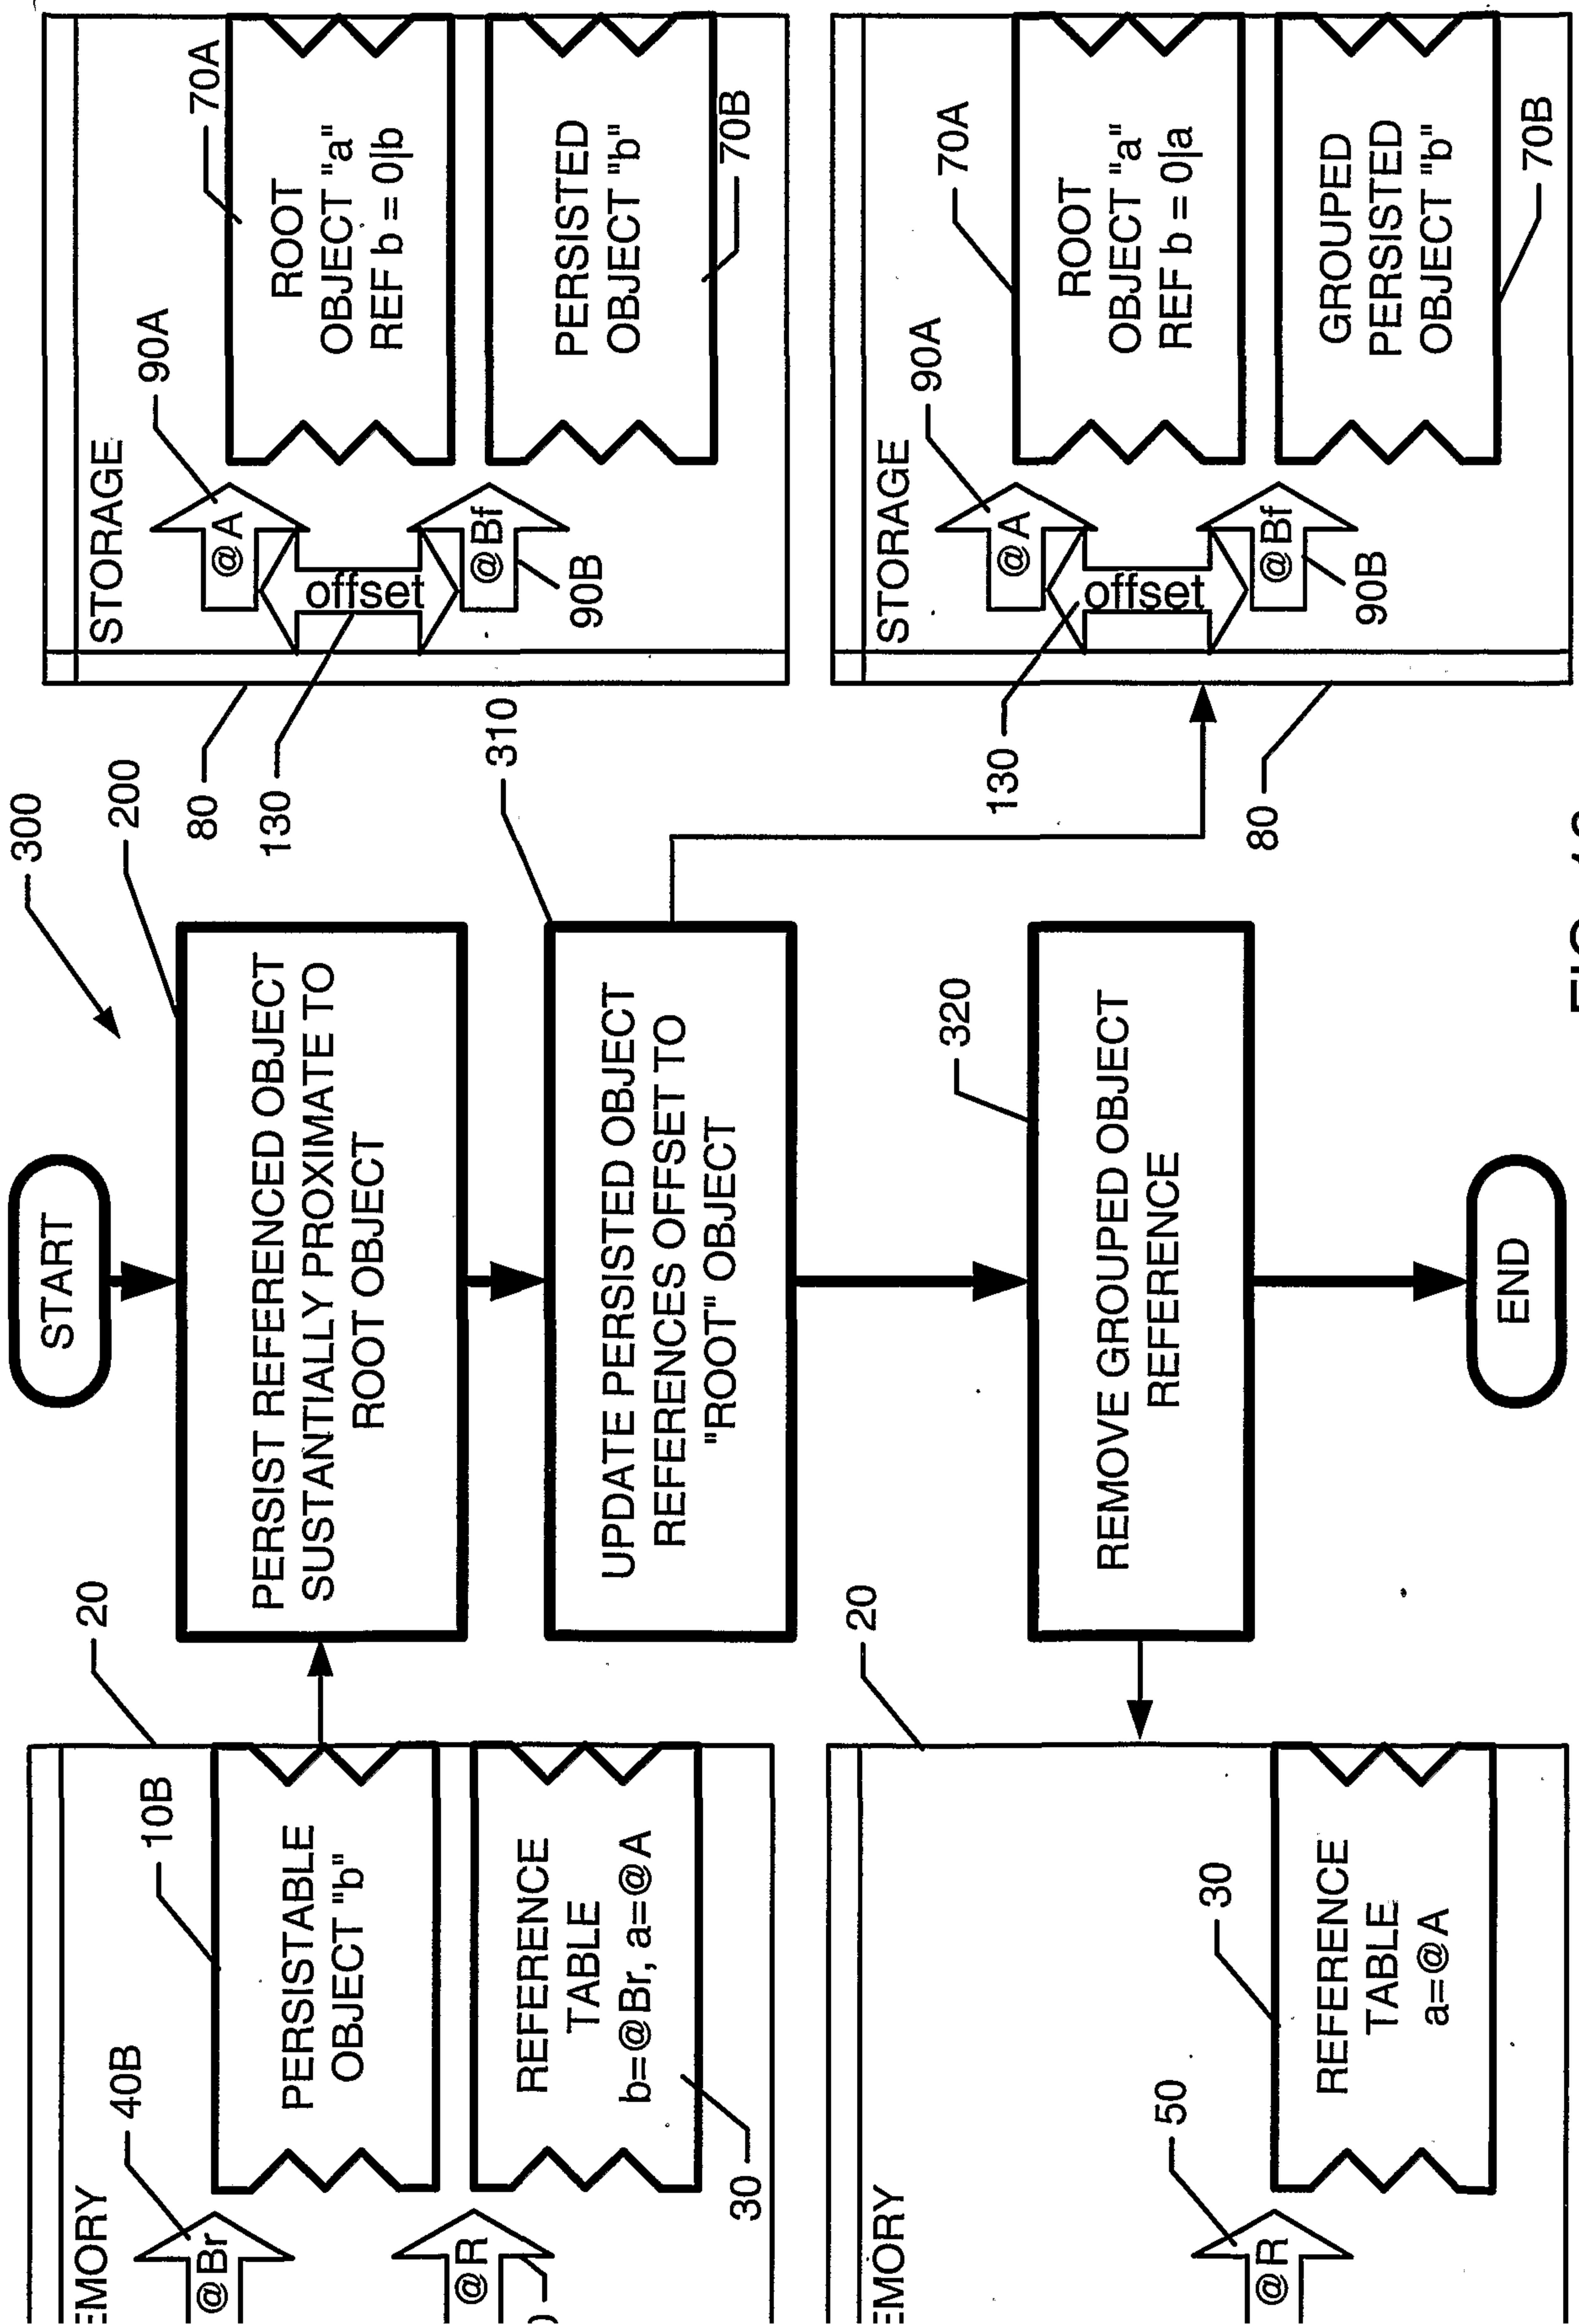 START
300
200
PERSIST REFERENCED OBJECT
SUSTANTIALLY PROXIMATE TO
ROOT OBJECT
310
UPDATE PERSISTED OBJECT
REFERENCES OFFSET TO
"ROOT" OBJECT
320
REMOVE GROUPED OBJECT
REFERENCE
END
EMORY
20
@Br
40B
10B
PERSISTABLE
OBJECT "b"
@R
REFERENCE
TABLE
b=@Br, a=@A
30
EMORY
20
@R
50
30
REFERENCE
TABLE
a=@A
STORAGE
80
130
@A
90A
offset
@Bf
90B
70A
ROOT
OBJECT "a"
REF b = 0|b
PERSISTED
OBJECT "b"
70B
STORAGE
80
130
@A
90A
offset
@Bf
90B
70A
ROOT
OBJECT "a"
REF b = 0|a
GROUPED
PERSISTED
OBJECT "b"
70B